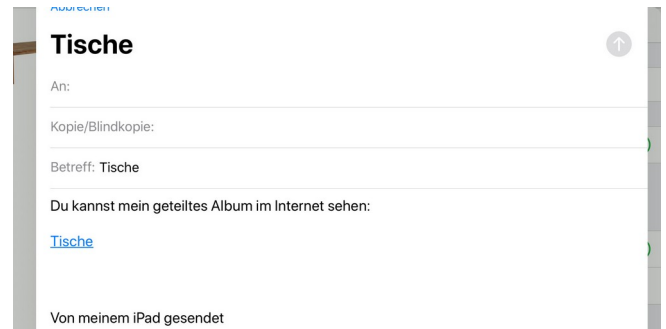 Abbrechen
Tische
An:
Kopie/Blindkopie:
Betreff: Tische
Du kannst mein geteiltes Album im Internet sehen:
Tische
Von meinem iPad gesendet